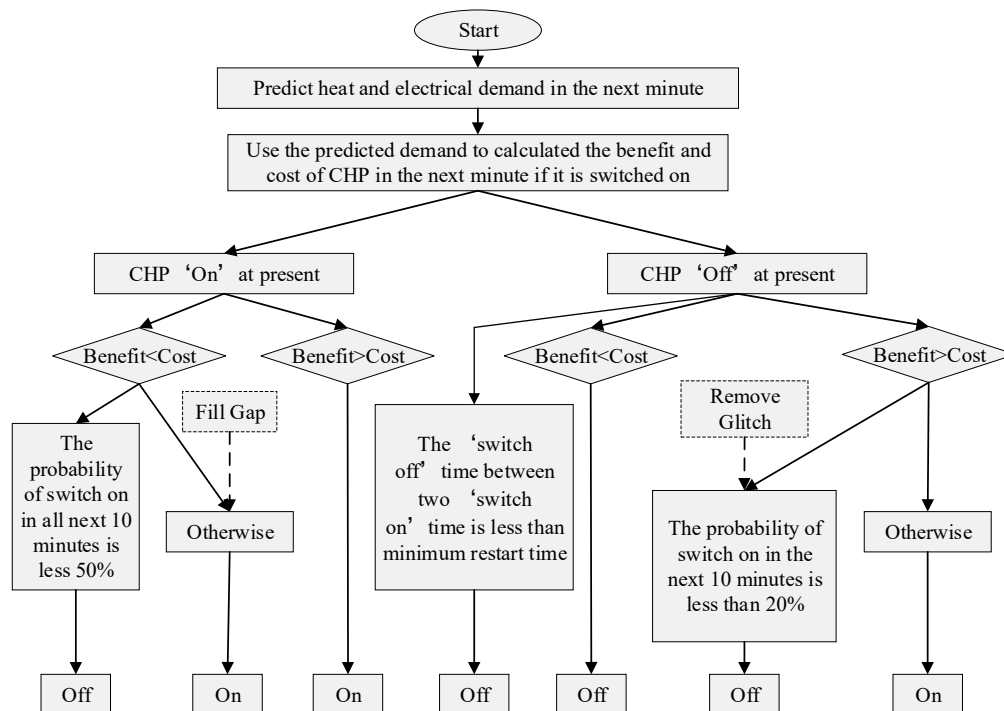 Start
Predict heat and electrical demand in the next minute
Use the predicted demand to calculated the benefit and
cost of CHP in the next minute if it is switched on
CHP ‘On’ at present
CHP ‘Off’ at present
Benefit<Cost
Benefit>Cost
Benefit<Cost
Benefit>Cost
Fill Gap
Remove
Glitch
The
probability
of switch on
in all next 10
minutes is
less 50%
Otherwise
The ‘switch
off’ time between
two ‘switch
on’ time is less than
minimum restart time
The probability of
switch on in the
next 10 minutes is
less than 20%
Otherwise
Off
On
On
Off
Off
Off
On